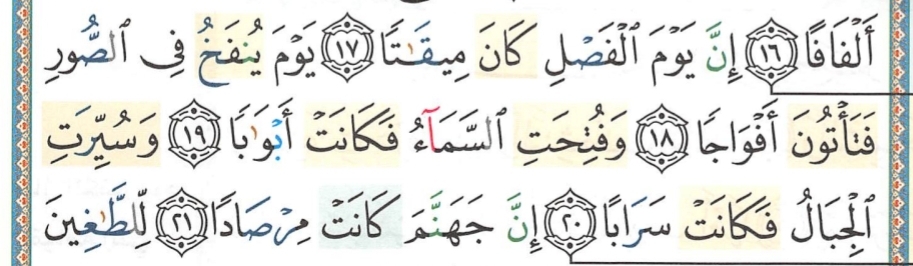 أَلْفَافًا ١٦ إِنَّ يَوْمَ ٱلْفَصْلِ كَانَ مِيقَٰتًا ١٧ يَوْمَ يُنفَخُ فِى ٱلصُّورِ
فَتَأْتُونَ أَفْوَاجًا ١٨ وَفُتِحَتِ ٱلسَّمَآءُ فَكَانَتْ أَبْوَٰبًا ١٩ وَسُيِّرَتِ
ٱلْجِبَالُ فَكَانَتْ سَرَابًا ٢٠ إِنَّ جَهَنَّمَ كَانَتْ مِرْصَادًا ٢١ لِّلطَّٰغِينَ